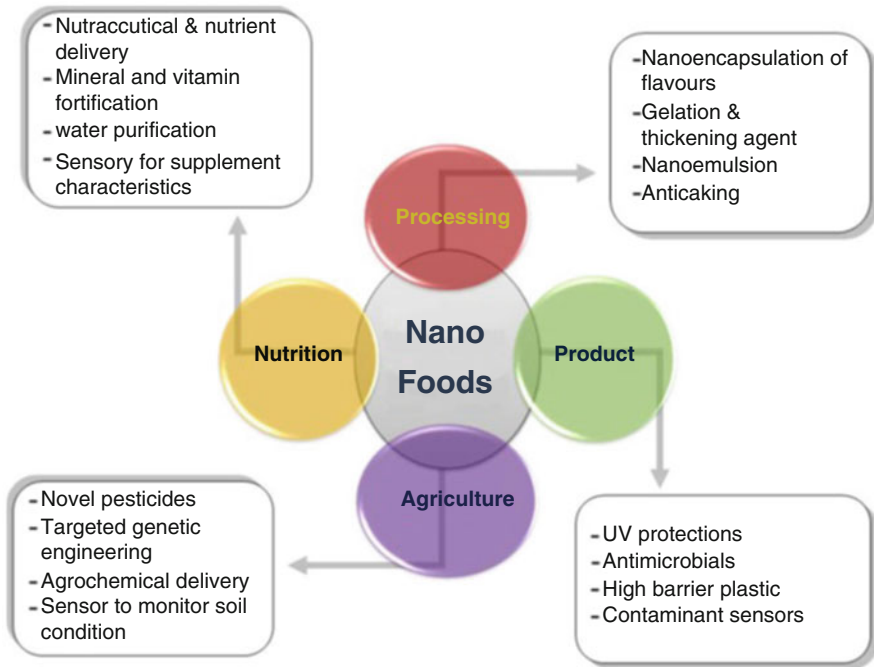 - Nutraccutical & nutrient
delivery
- Mineral and vitamin
fortification
- water purification
- Sensory for supplement
characteristics
- Nanoencapsulation of
flavours
- Gelation &
thickening agent
- Nanoemulsion
- Anticaking
Processing
Nutrition
Nano
Foods
Product
Agriculture
- Novel pesticides
- Targeted genetic
engineering
- Agrochemical delivery
- Sensor to monitor soil
condition
- UV protections
- Antimicrobials
- High barrier plastic
- Contaminant sensors